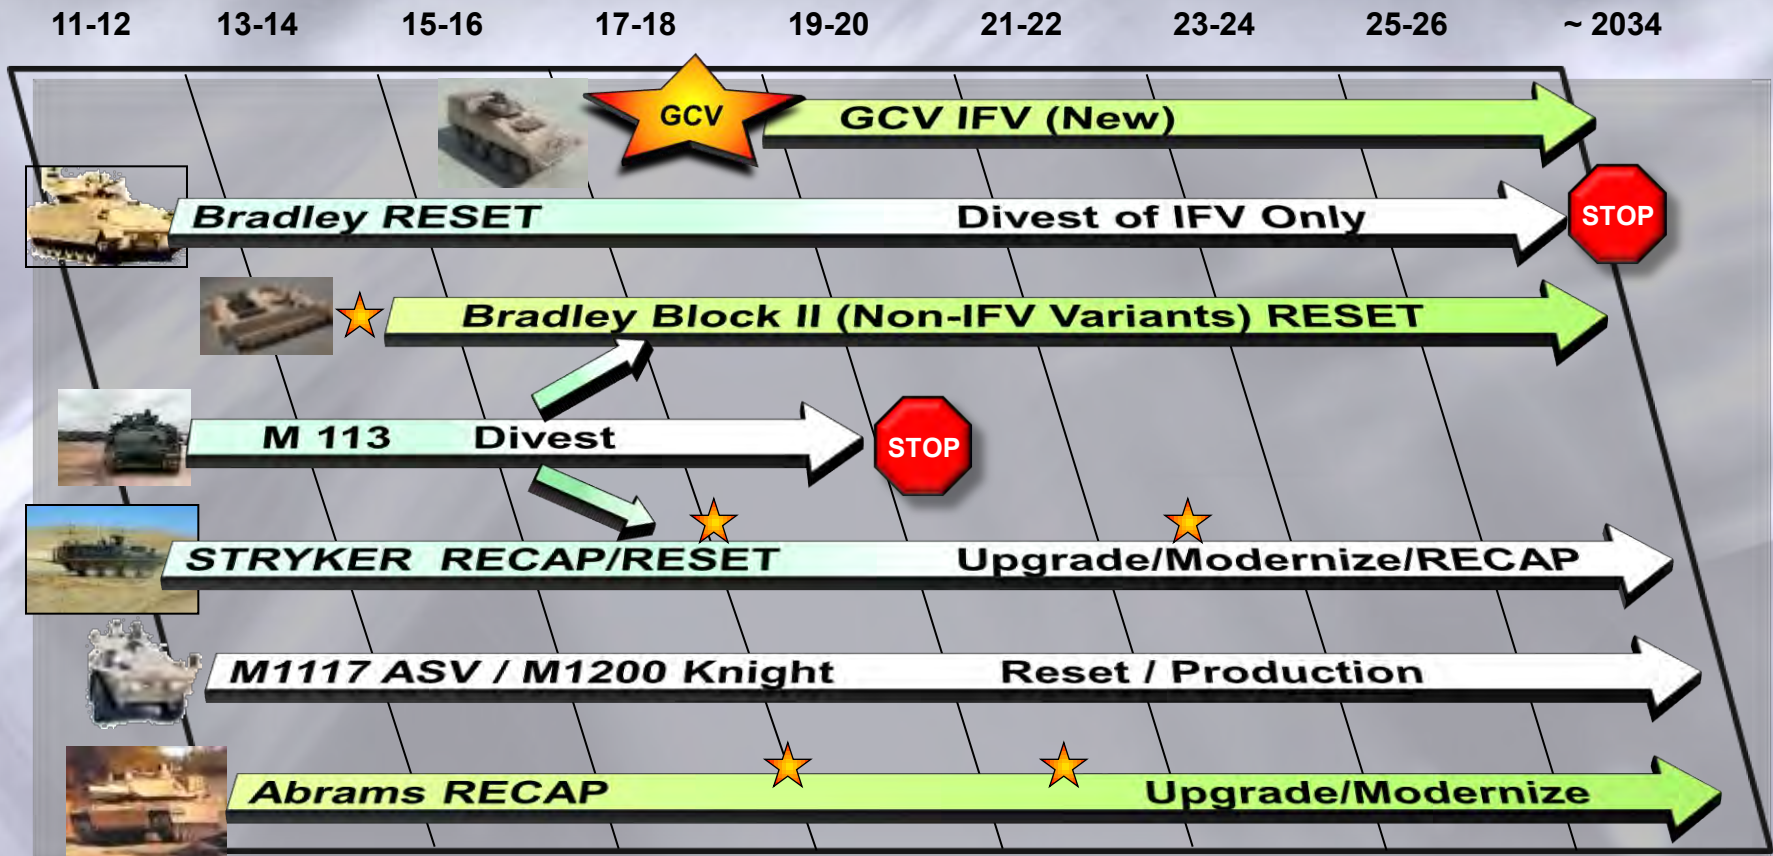 11-12 13-14 15-16 17-18 19-20 21-22 23-24 25-26 ~ 2034
GCV GCV IFV (New)
Bradley RESET Divest of IFV Only STOP
Bradley Block II (Non-IFV Variants) RESET
M 113 Divest STOP
STRYKER RECAP/RESET Upgrade/Modernize/RECAP
M1117 ASV / M1200 Knight Reset / Production
Abrams RECAP Upgrade/Modernize